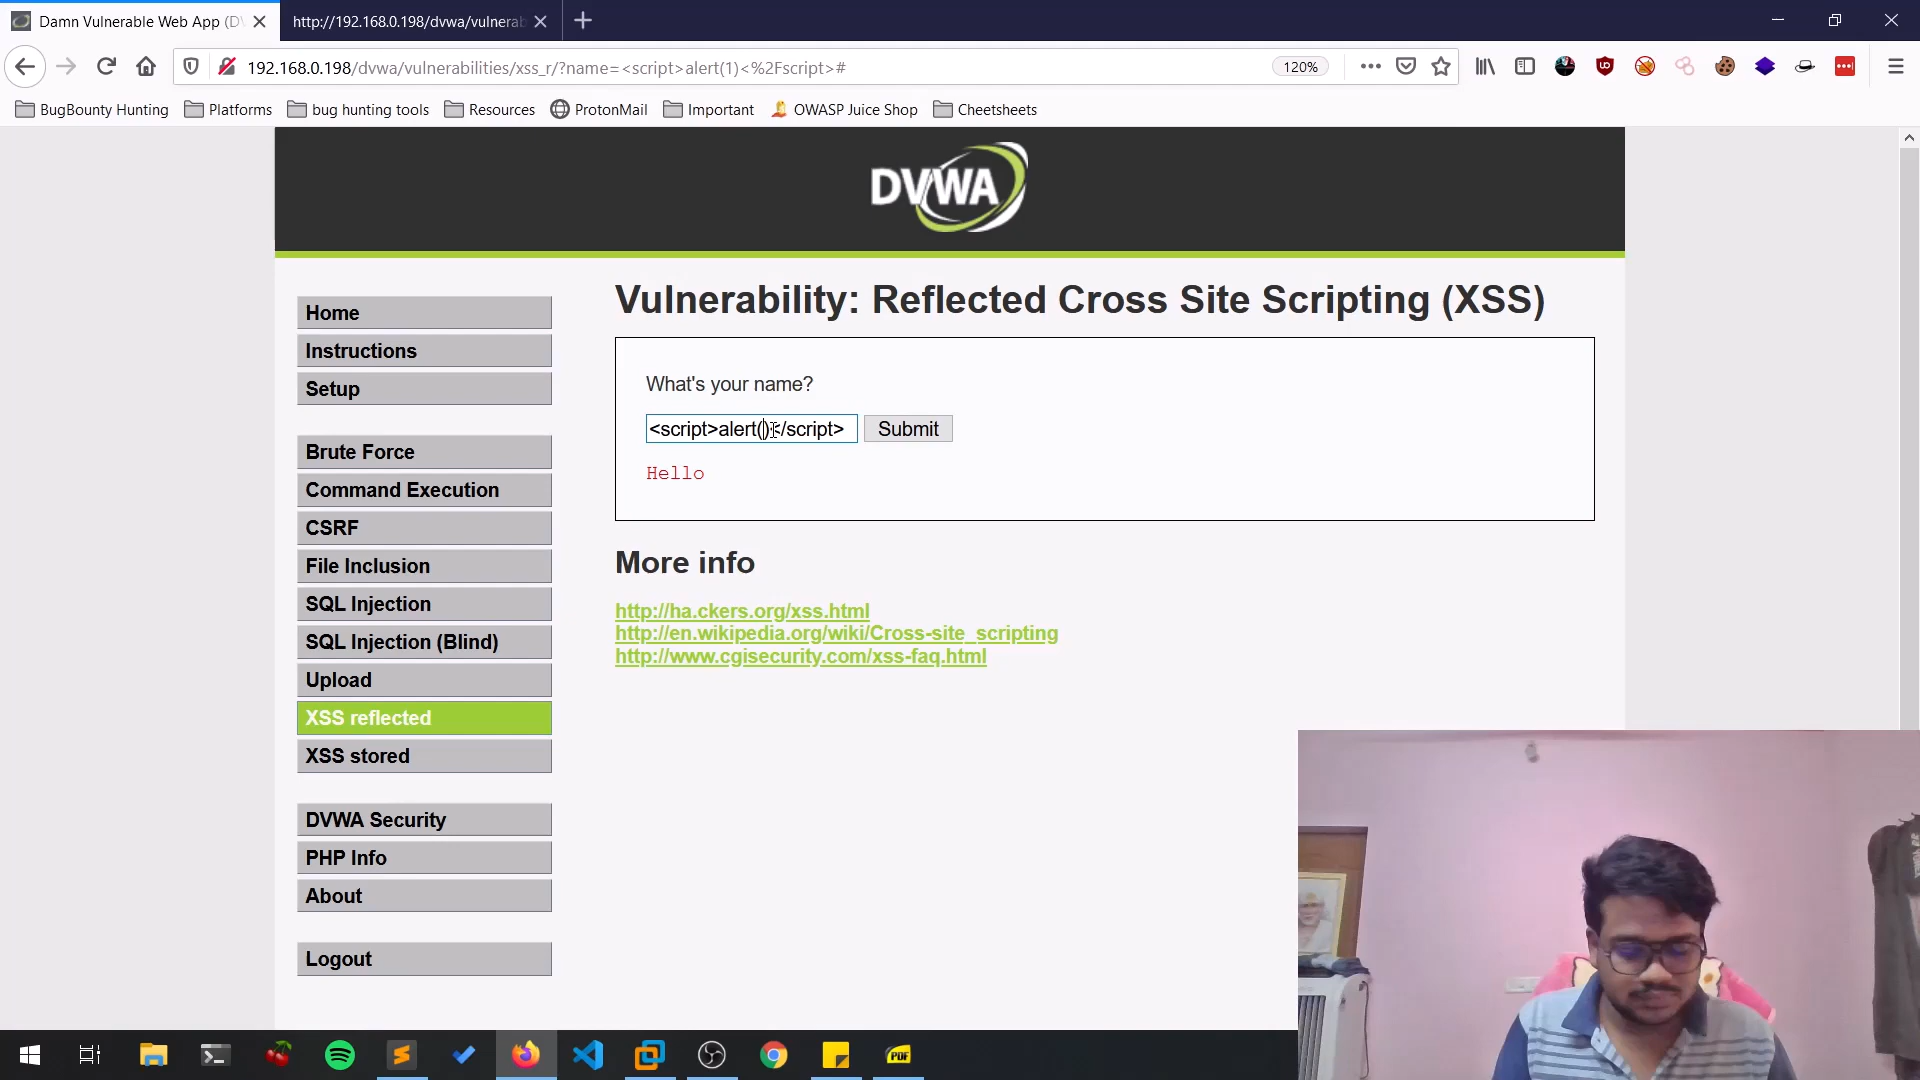 Damn Vulnerable Web App (DV
http://192.168.0.198/dvwa/vulnerab
192.168.0.198/dvwa/vulnerabilities/xss_r/?name=<script>alert(1)<%2Fscript>#
120%
BugBounty Hunting
Platforms
bug hunting tools
Resources
ProtonMail
Important
OWASP Juice Shop
Cheetsheets
DVWA
Home
Instructions
Setup
Brute Force
Command Execution
CSRF
File Inclusion
SQL Injection
SQL Injection (Blind)
Upload
XSS reflected
XSS stored
DVWA Security
PHP Info
About
Logout
Vulnerability: Reflected Cross Site Scripting (XSS)
What's your name?
<script>alert()</script>
Submit
Hello
More info
http://ha.ckers.org/xss.html
http://en.wikipedia.org/wiki/Cross-site_scripting
http://www.cgisecurity.com/xss-faq.html
PDF